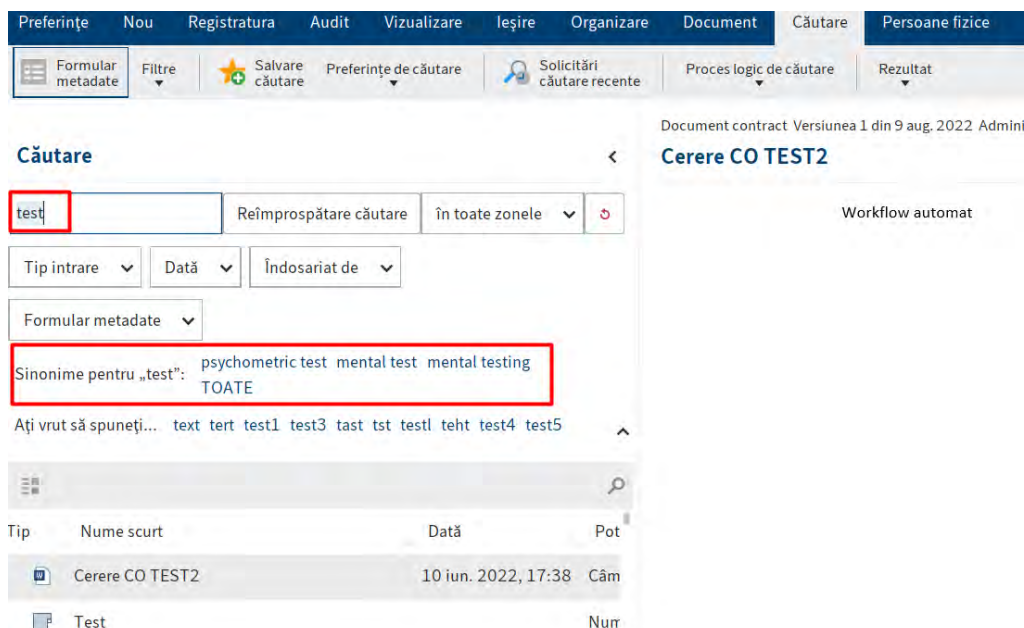 Preferințe Nou Registratura Audit Vizualizare Ieșire Organizare Document Căutare Persoane fizice
Formular metadate Filtre Salvare căutare Preferințe de căutare Solicitări căutare recente Proces logic de căutare Rezultat
Document contract Versiunea 1 din 9 aug. 2022 Admini
Căutare
Cerere CO TEST2
test Reîmprospătare căutare în toate zonele
Workflow automat
Tip intrare Dată Îndosariat de
Formular metadate
Sinonime pentru „test”: psychometric test mental test mental testing
TOATE
Ați vrut să spuneți... text tert test1 test3 tast tst testl teht test4 test5
Tip Nume scurt Dată Pot
Cerere CO TEST2 10 iun. 2022, 17:38 Câm
Test Num